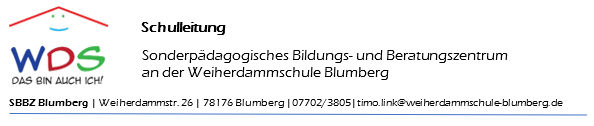 Schulleitung
WDS
Sonderpädagogisches Bildungs- und Beratungszentrum
an der Weiherdammschule Blumberg
DAS BIN AUCH ICH!
SBBZ Blumberg | Weiherdammstr. 26 | 78176 Blumberg |07702/3805| timo.link@weiherdammschule-blumberg.de